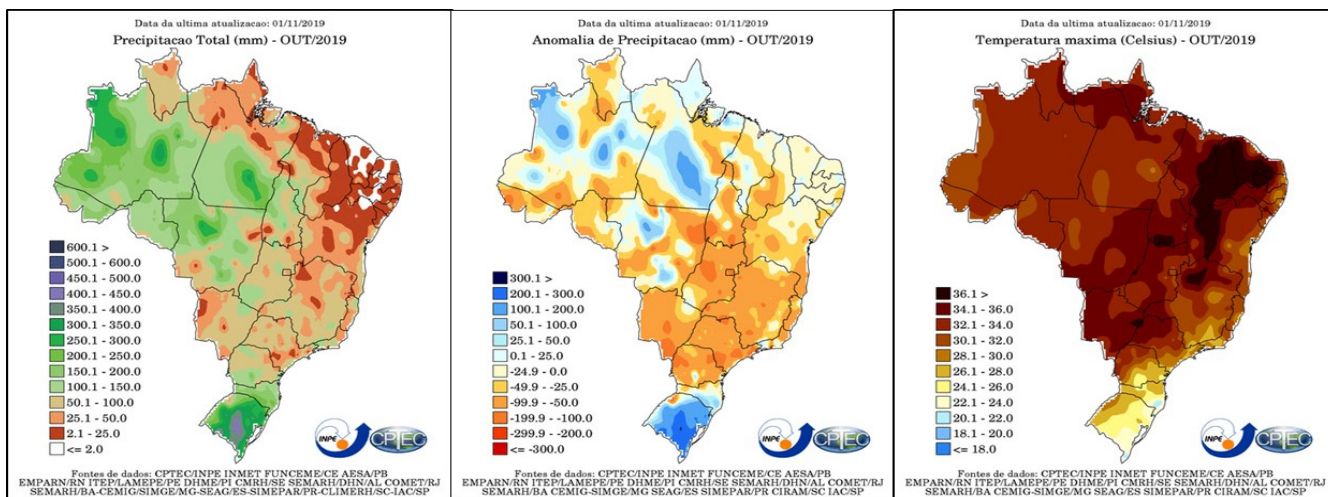 Data da ultima atualizacao: 01/11/2019
Precipitacao Total (mm) - OUT/2019
600.1 >
500.1 - 600.0
450.1 - 500.0
400.1 - 450.0
350.1 - 400.0
300.1 - 350.0
250.1 - 300.0
200.1 - 250.0
150.1 - 200.0
100.1 - 150.0
50.1 - 100.0
25.1 - 50.0
2.1 - 25.0
<= 2.0
INPE
CPTEC
Fontes de dados: CPTEC/INPE INMET FUNCEME/CE AESA/PB
EMPARN/RN ITEP/LAMEPE/PE DHME/PI CMRH/SE SEMARH/DHN/AL COMET/RJ
SEMARH/BA-CEMIG/SIMGE/MG-SEAG/ES-SIMEPAR/PR-CLIMERH/SC-IAC/SP
Data da ultima atualizacao: 01/11/2019
Anomalia de Precipitacao (mm) - OUT/2019
300.1 >
200.1 - 300.0
100.1 - 200.0
50.1 - 100.0
25.1 - 50.0
0.1 - 25.0
-24.9 - 0.0
-49.9 - -25.0
-99.9 - -50.0
-199.9 - -100.0
-299.9 - -200.0
<= -300.0
INPE
CPTEC
Fontes de dados: CPTEC/INPE INMET FUNCEME/CE AESA/PB
EMPARN/RN ITEP/LAMEPE/PE DHME/PI CMRH/SE SEMARH/DHN/AL COMET/RJ
SEMARH/BA CEMIG-SIMGE/MG SEAG/ES SIMEPAR/PR CIRAM/SC IAC/SP
Data da ultima atualizacao: 01/11/2019
Temperatura maxima (Celsius) - OUT/2019
36.1 >
34.1 - 36.0
32.1 - 34.0
30.1 - 32.0
28.1 - 30.0
26.1 - 28.0
24.1 - 26.0
22.1 - 24.0
20.1 - 22.0
18.1 - 20.0
<= 18.0
INPE
CPTEC
Fontes de dados: CPTEC/INPE INMET FUNCEME/CE AESA/PB
EMPARN/RN ITEP/LAMEPE/PE DHME/PI CMRH/SE SEMARH/DHN/AL COMET/RJ
SEMARH/BA CEMIG-SIMGE/MG SEAG/ES SIMEPAR/PR CIRAM/SC IAC/SP